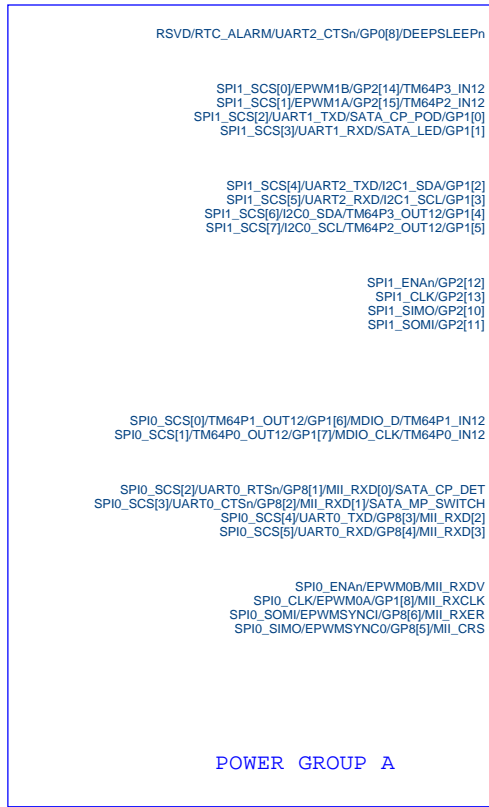 RSVD/RTC_ALARM/UART2_CTSn/GP0[8]/DEEPSLEEPn
SPI1_SCS[0]/EPWM1B/GP2[14]/TM64P3_IN12
SPI1_SCS[1]/EPWM1A/GP2[15]/TM64P2_IN12
SPI1_SCS[2]/UART1_TXD/SATA_CP_POD/GP1[0]
SPI1_SCS[3]/UART1_RXD/SATA_LED/GP1[1]
SPI1_SCS[4]/UART2_TXD/I2C1_SDA/GP1[2]
SPI1_SCS[5]/UART2_RXD/I2C1_SCL/GP1[3]
SPI1_SCS[6]/I2C0_SDA/TM64P3_OUT12/GP1[4]
SPI1_SCS[7]/I2C0_SCL/TM64P2_OUT12/GP1[5]
SPI1_ENAn/GP2[12]
SPI1_CLK/GP2[13]
SPI1_SIMO/GP2[10]
SPI1_SOMI/GP2[11]
SPI0_SCS[0]/TM64P1_OUT12/GP1[6]/MDIO_D/TM64P1_IN12
SPI0_SCS[1]/TM64P0_OUT12/GP1[7]/MDIO_CLK/TM64P0_IN12
SPI0_SCS[2]/UART0_RTSn/GP8[1]/MII_RXD[0]/SATA_CP_DET
SPI0_SCS[3]/UART0_CTSn/GP8[2]/MII_RXD[1]/SATA_MP_SWITCH
SPI0_SCS[4]/UART0_TXD/GP8[3]/MII_RXD[2]
SPI0_SCS[5]/UART0_RXD/GP8[4]/MII_RXD[3]
SPI0_ENAn/EPWM0B/MII_RXDV
SPI0_CLK/EPWM0A/GP1[8]/MII_RXCLK
SPI0_SOMI/EPWMSYNCI/GP8[6]/MII_RXER
SPI0_SIMO/EPWMSYNC0/GP8[5]/MII_CRS
POWER GROUP A